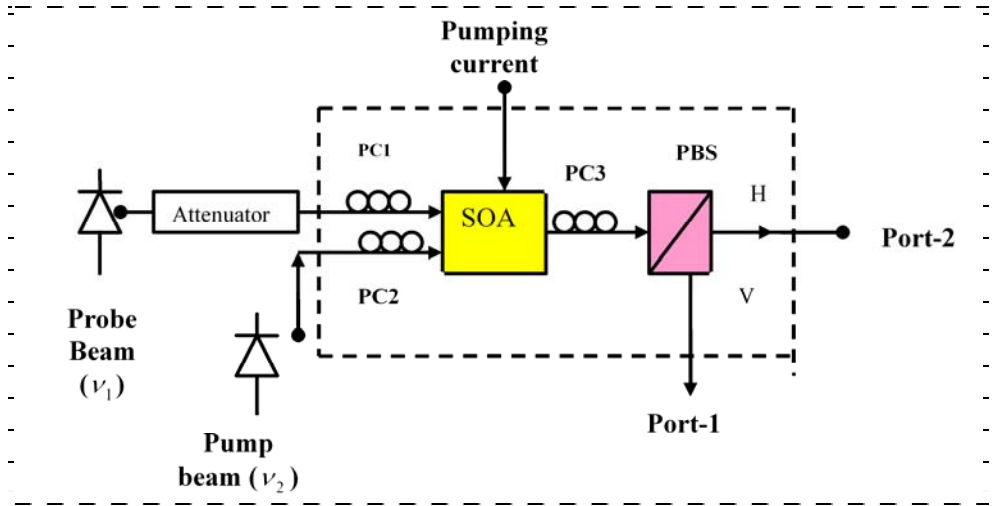 Pumping
current
PC1
PBS
PC3
Attenuator
SOA
H
Port-2
PC2
V
Probe
Beam
(ν₁)
Port-1
Pump
beam (ν₂)